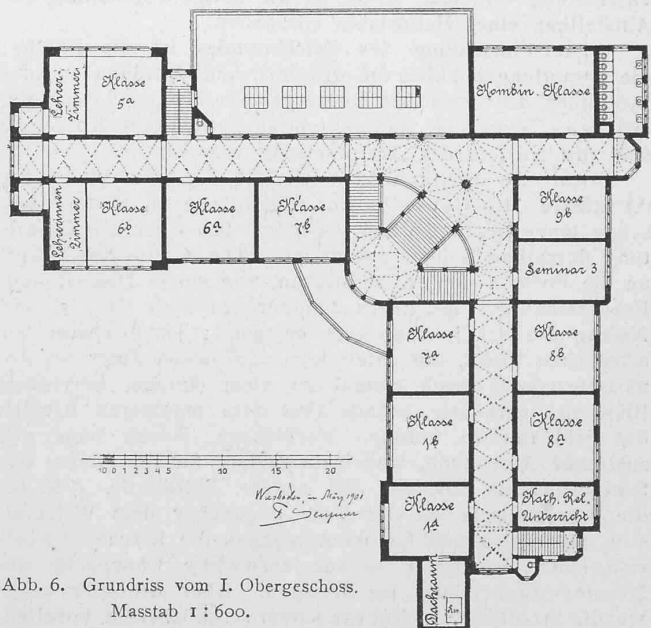 Lehrer-
Zimmer
Klasse
5a
Kombin. Klasse
Lehrerinnen
Zimmer
Klasse
6b
Klasse
6a
Klasse
7b
Klasse
9b
Seminar 3
Klasse
7a
Klasse
8b
Klasse
1b
Klasse
8a
Klasse
1a
Kath. Rel.
Unterricht
Dachraum
10 0 1 2 3 4 5 10 15 20
Wiesbaden, im März 1901
Abb. 6. Grundriss vom I. Obergeschoss.
Masstab 1 : 600.